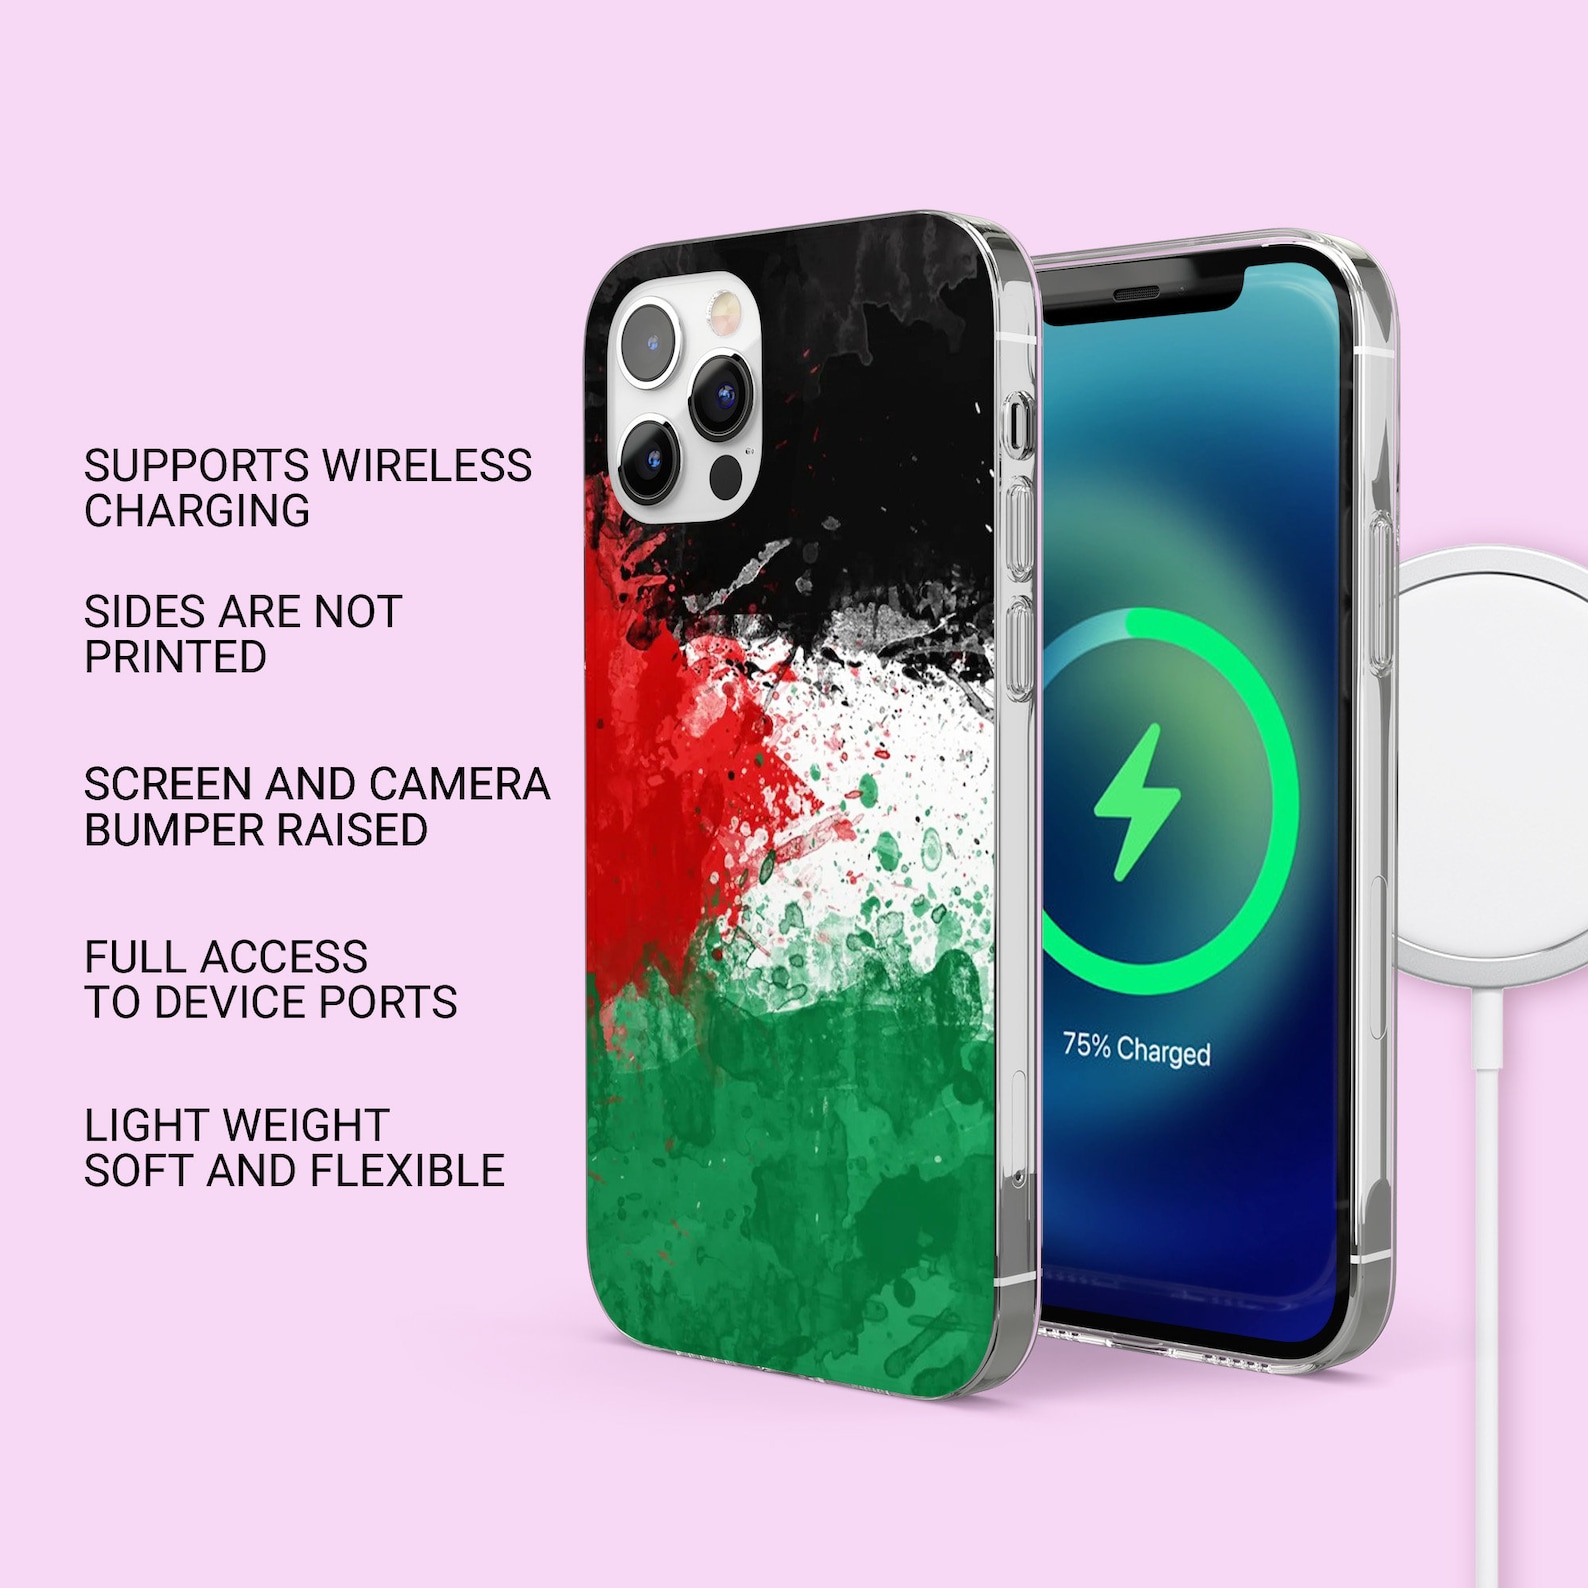 SUPPORTS WIRELESS
CHARGING
SIDES ARE NOT
PRINTED
SCREEN AND CAMERA
BUMPER RAISED
FULL ACCESS
TO DEVICE PORTS
LIGHT WEIGHT
SOFT AND FLEXIBLE
75% Charged